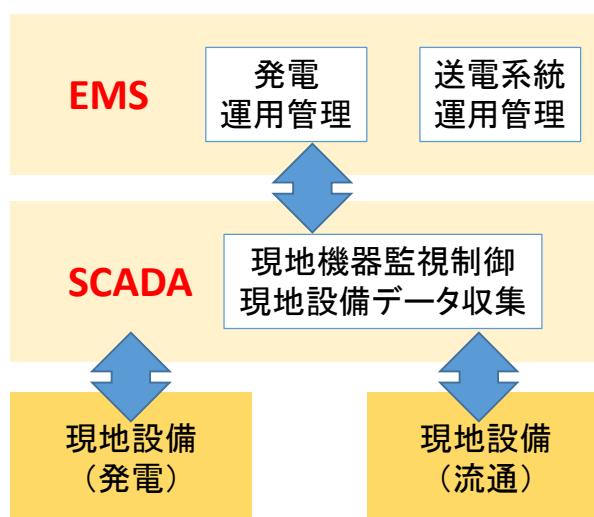 EMS
発電
運用管理
送電系統
運用管理
SCADA
現地機器監視制御
現地設備データ収集
現地設備
（発電）
現地設備
（流通）